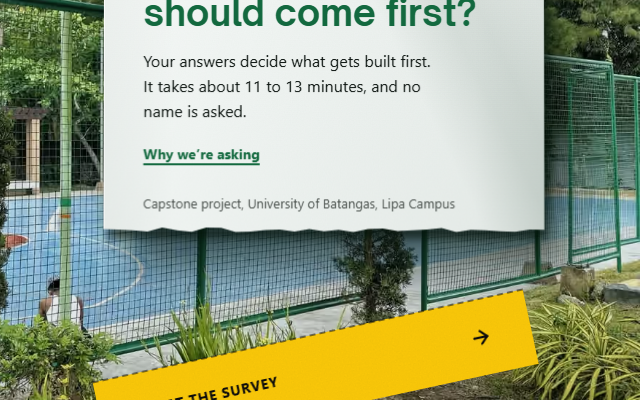 should come first?
Your answers decide what gets built first.
It takes about 11 to 13 minutes, and no
name is asked.
Why we're asking
Capstone project, University of Batangas, Lipa Campus
THE SURVEY